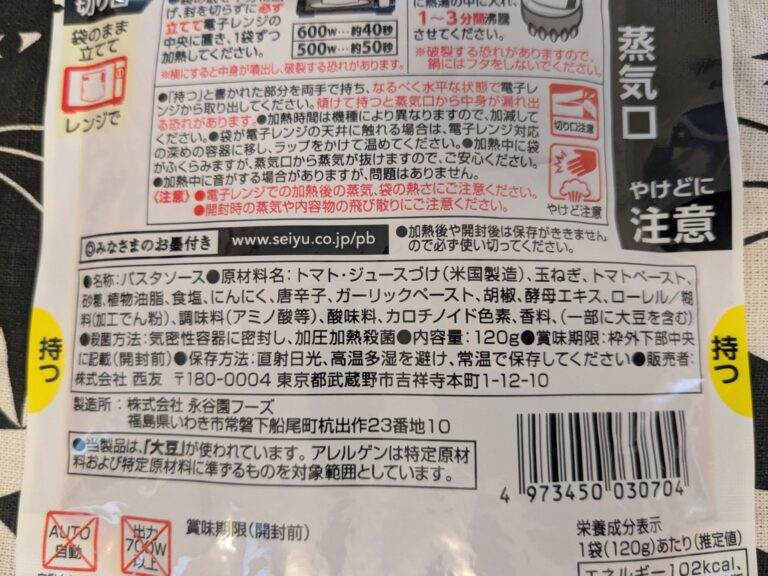 切り口
袋のまま
立てて
レンジで
げ、封を切らずに必ず
立てて電子レンジの
中央に置き、1袋ずつ
加熱してください。
600w…約40秒
500w…約50秒
※横にすると中身が噴出し、破裂する恐れがあります。
に熱湯の中に入れ、
1〜3分間沸騰
させてください。
※破裂する恐れがありますので、
鍋にはフタをしないでください。
●「持つ」と書かれた部分を両手で持ち、なるべく水平な状態で電子レ
ンジから取り出してください。傾けて持つと蒸気口から中身が漏れ出
る恐れがあります。●加熱時間は機種により異なりますので、加減して
ください。●袋が電子レンジの天井に触れる場合は、電子レンジ対応
の深めの容器に移し、ラップをかけて温めてください。●加熱中に袋
がふくらみますが、蒸気口から蒸気が抜けますので、ご安心ください。
●加熱中に音がする場合がありますが、問題はありません。
〈注意〉●電子レンジでの加熱後の蒸気、袋の熱さにご注意ください。
●開封時の蒸気や内容物の飛び散りにご注意ください。
切り口注意
やけど注意
蒸気口
やけどに
注意
みなさまのお墨付き
www.seiyu.co.jp/pb
●加熱後や開封後は保存がききません
ので必ず使い切ってください。
●名称:パスタソース●原材料名:トマト・ジュースづけ(米国製造)、玉ねぎ、トマトペースト、
砂糖、植物油脂、食塩、にんにく、唐辛子、ガーリックペースト、胡椒、酵母エキス、ローレル/糊
料(加工でん粉)、調味料(アミノ酸等)、酸味料、カロチノイド色素、香料、(一部に大豆を含む)
●殺菌方法:気密性容器に密封し、加圧加熱殺菌●内容量:120g●賞味期限:枠外下部中央
に記載(開封前)●保存方法:直射日光、高温多湿を避け、常温で保存してください●販売者:
株式会社 西友 〒180-0004 東京都武蔵野市吉祥寺本町1-12-10
持つ
持つ
製造所:株式会社 永谷園フーズ
福島県いわき市常磐下船尾町杭出作23番地10
●当製品は、「大豆」が使われています。アレルゲンは特定原材
料および特定原材料に準ずるものを対象範囲としています。
4 973450 030704
AUTO
自動
出力
700W
以上
賞味期限(開封前)
栄養成分表示
1袋(120g)あたり(推定値)
エネルギー102kcal、